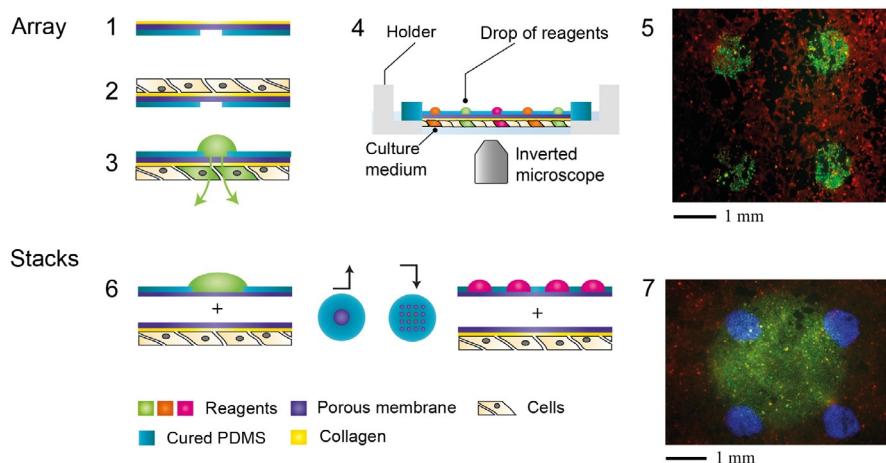 Array
1
2
3
4
Holder
Drop of reagents
Culture
medium
Inverted
microscope
5
1 mm
Stacks
6
+
+
7
1 mm
Reagents
Porous membrane
Cells
Cured PDMS
Collagen